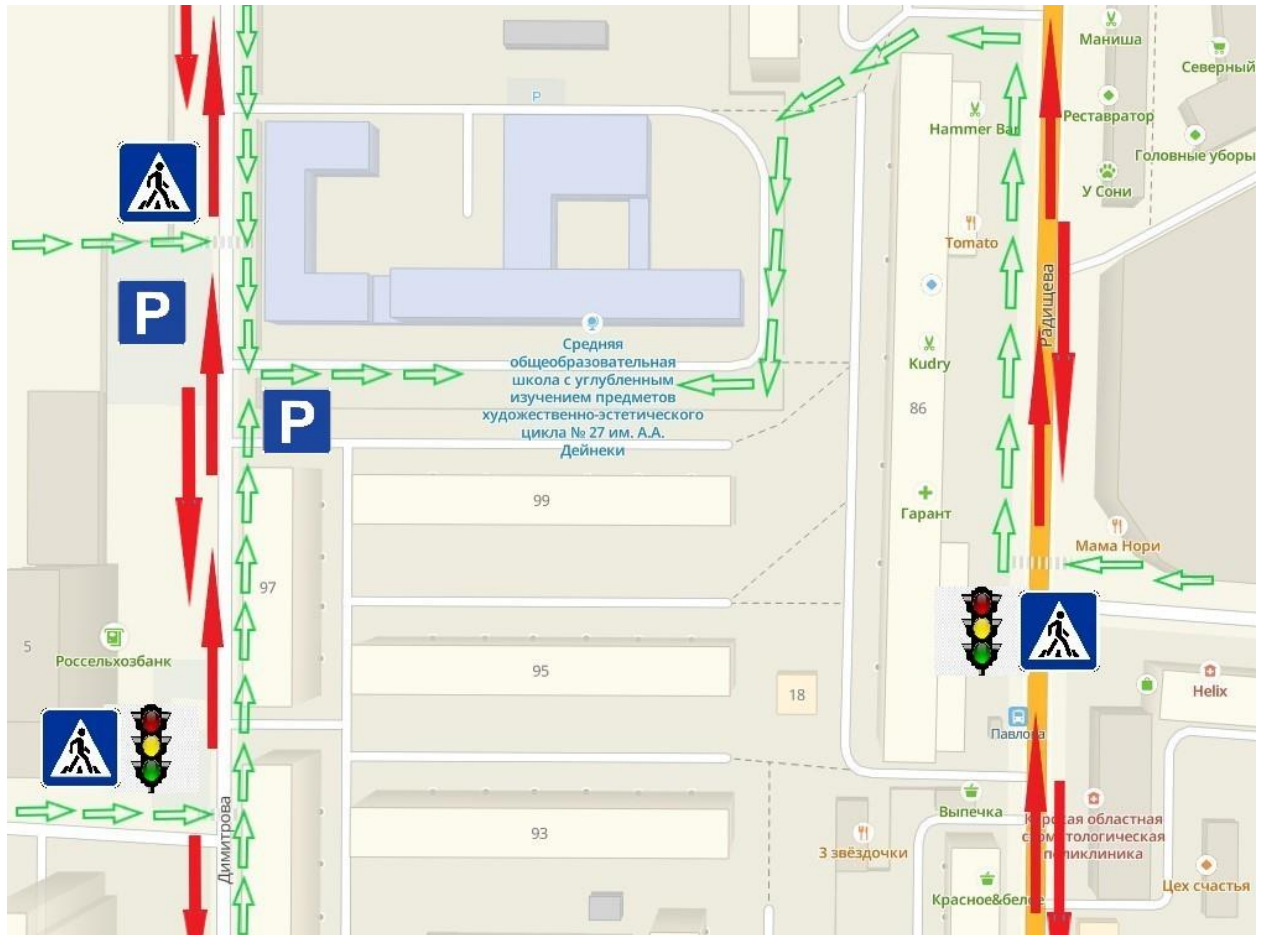 Маниша
Северный
P
Реставратор
Hammer Bar
Головные уборы
У Сони
Tomato
Радищева
P
Средняя
общеобразовательная
школа с углубленным
изучением предметов
художественно-эстетического
цикла № 27 им. А.А.
Дейнеки
Kudry
86
P
99
Гарант
Мама Нори
97
5
Россельхозбанк
95
18
Helix
Павлова
Димитрова
Выпечка
93
3 звёздочки
Курская областная
стоматологическая
поликлиника
Цех счастья
Красное&белое